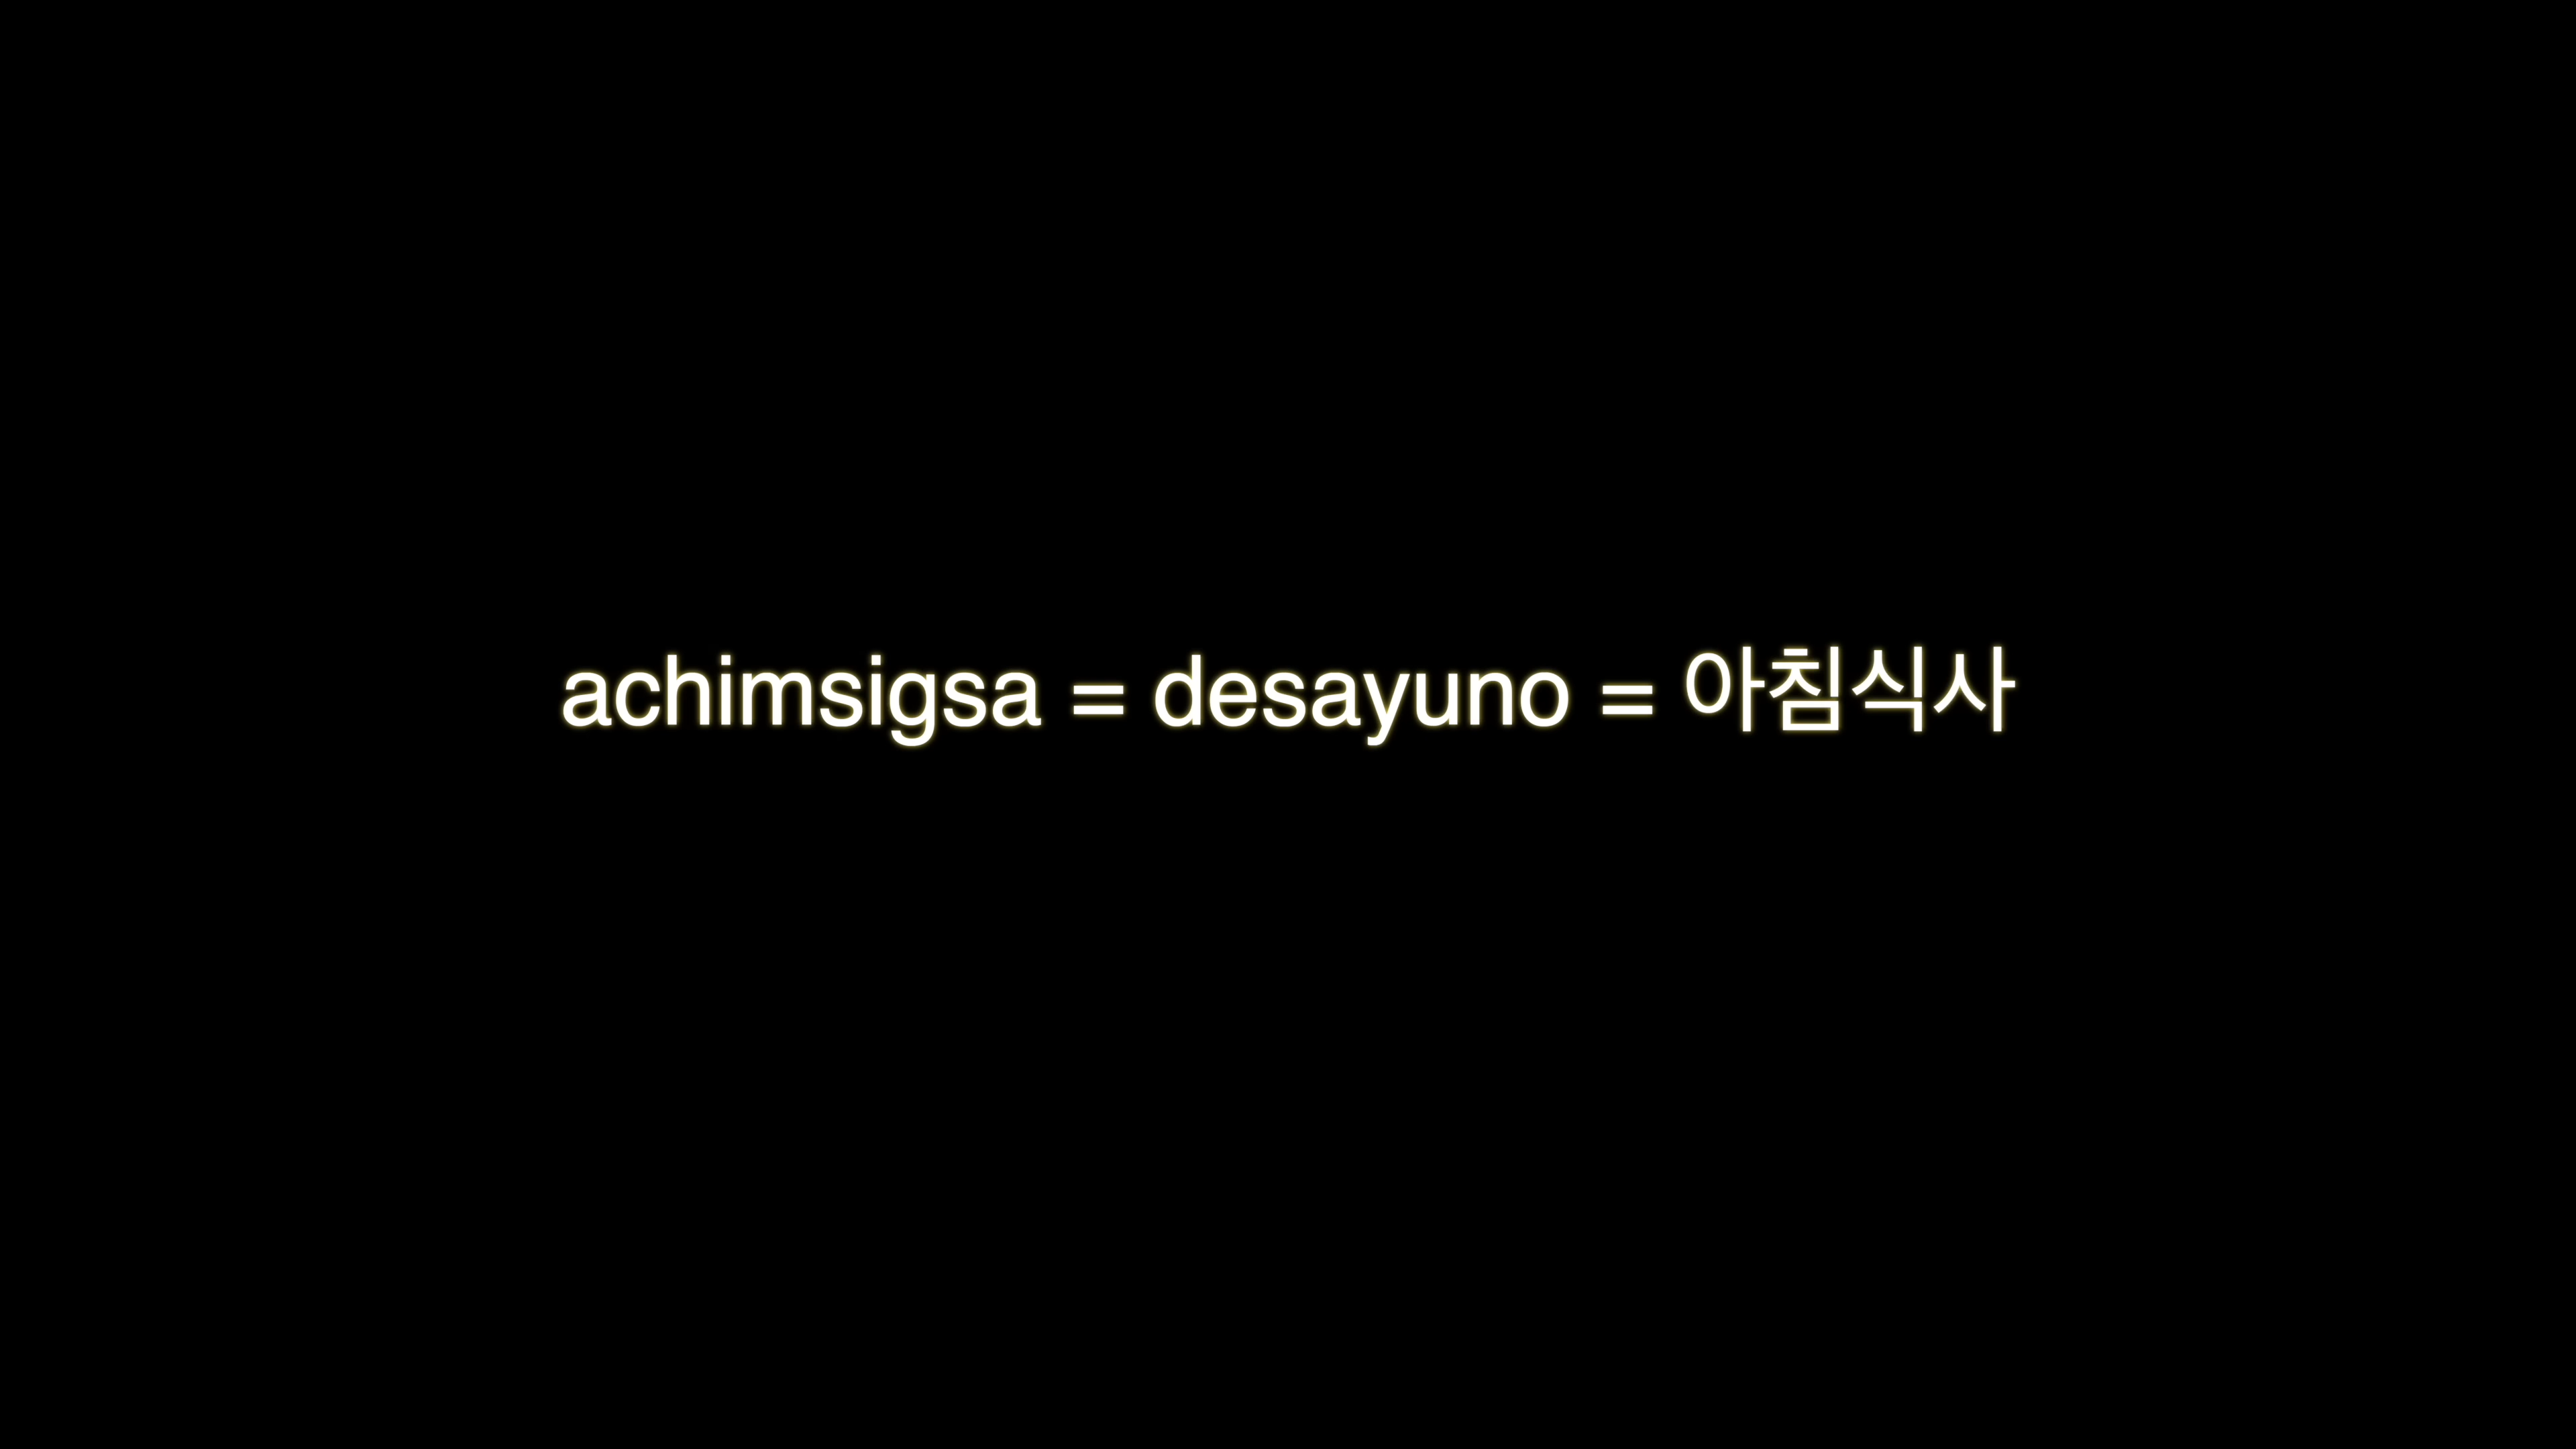 achimsigsa = desayuno = 아침식사